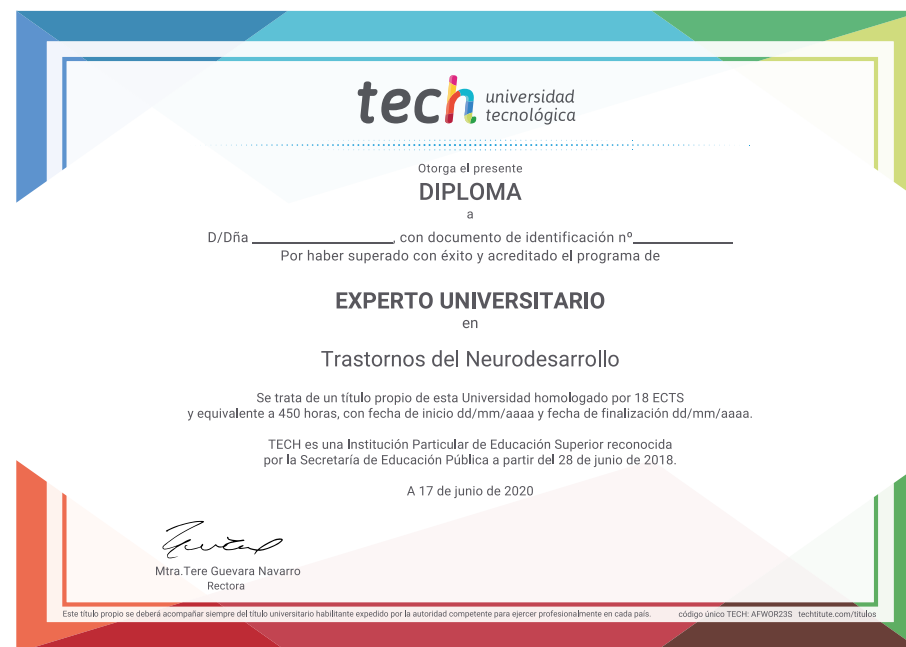 tech universidad
tecnológica
Otorga el presente
DIPLOMA
a
D/Dña ____________________, con documento de identificación nº______________
Por haber superado con éxito y acreditado el programa de
EXPERTO UNIVERSITARIO
en
Trastornos del Neurodesarrollo
Se trata de un título propio de esta Universidad homologado por 18 ECTS
y equivalente a 450 horas, con fecha de inicio dd/mm/aaaa y fecha de finalización dd/mm/aaaa.
TECH es una Institución Particular de Educación Superior reconocida
por la Secretaría de Educación Pública a partir del 28 de junio de 2018.
A 17 de junio de 2020
Mtra.Tere Guevara Navarro
Rectora
Este título propio se deberá acompañar siempre del título universitario habilitante expedido por la autoridad competente para ejercer profesionalmente en cada país. código único TECH: AFWOR23S techtitute.com/titulos